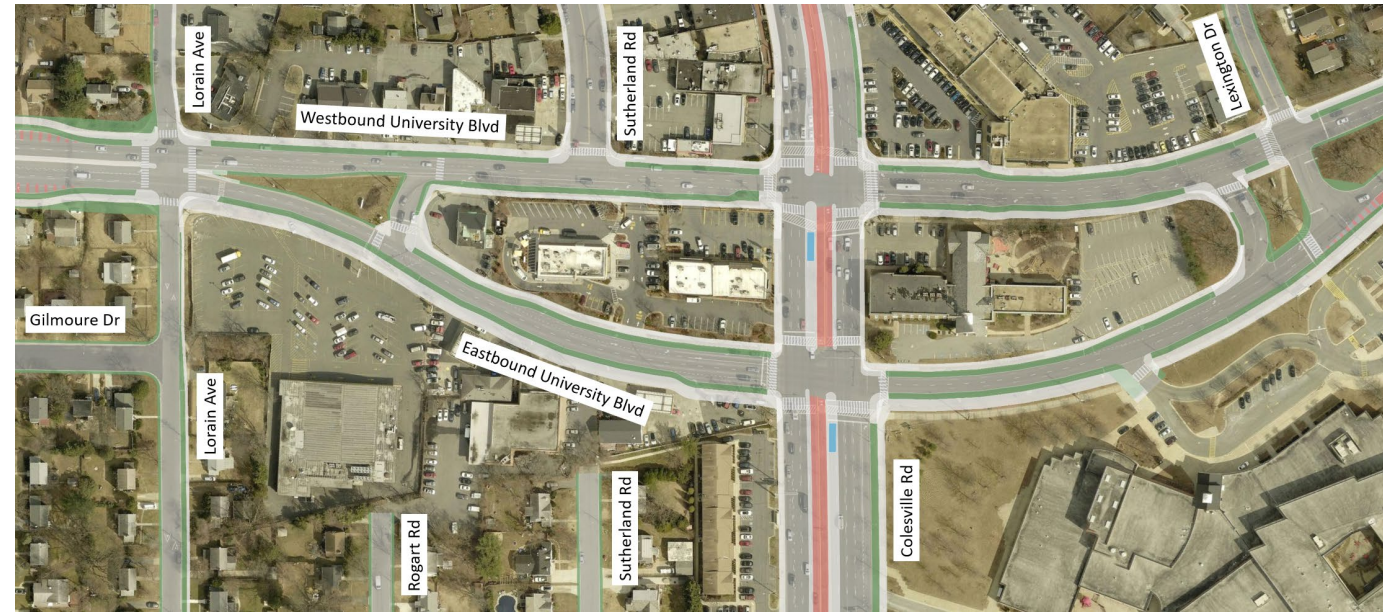 Lorain Ave
Westbound University Blvd
Sutherland Rd
Lexington Dr
Gilmoure Dr
Eastbound University Blvd
Lorain Ave
Rogart Rd
Sutherland Rd
Colesville Rd